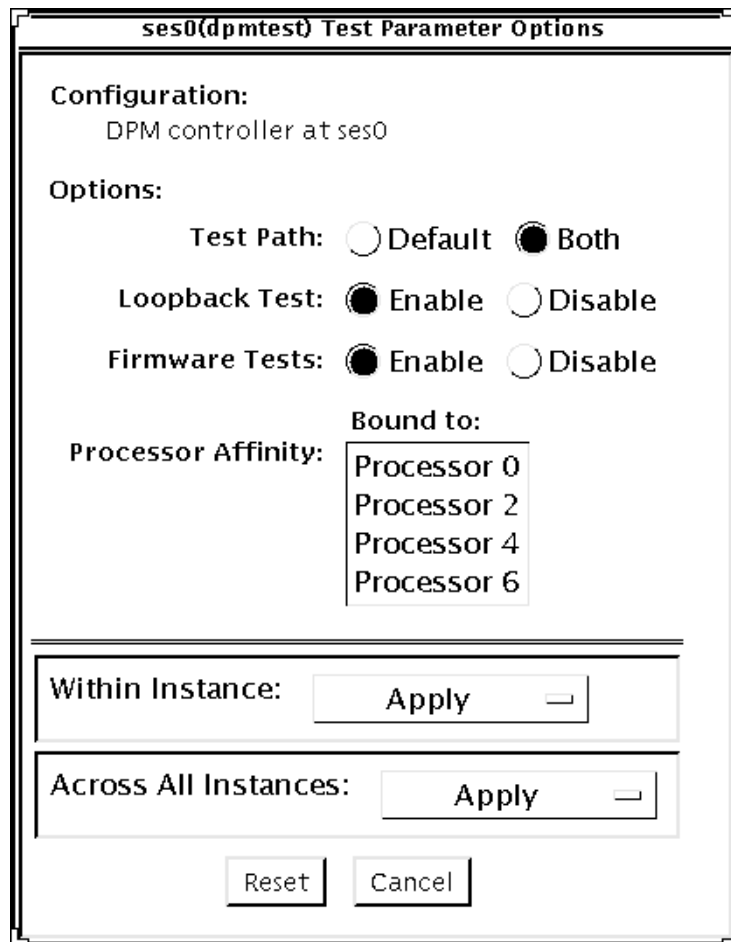 ses0(dpmtest) Test Parameter Options
Configuration:
DPM controller at ses0
Options:
Test Path: Default Both
Loopback Test: Enable Disable
Firmware Tests: Enable Disable
Bound to:
Processor Affinity:
Processor 0
Processor 2
Processor 4
Processor 6
Within Instance: Apply
Across All Instances: Apply
Reset Cancel